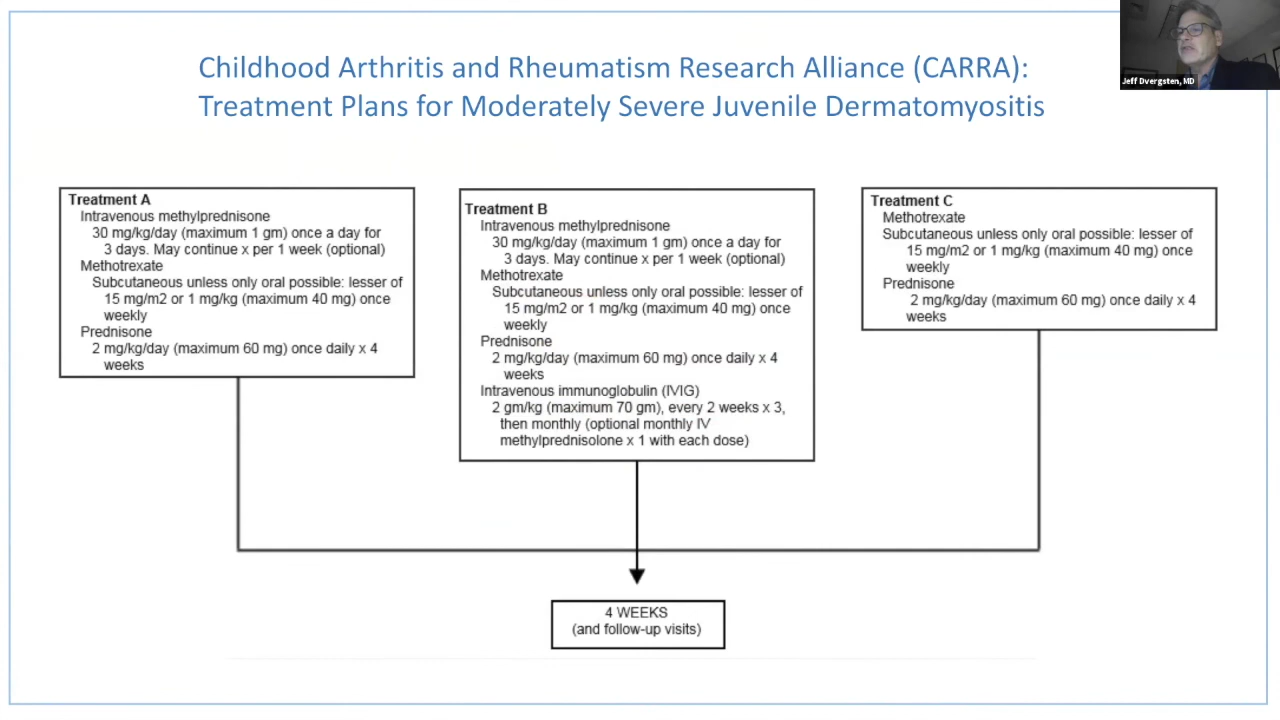 Childhood Arthritis and Rheumatism Research Alliance (CARRA):
Treatment Plans for Moderately Severe Juvenile Dermatomyositis
Jeff Dvergsten, MD
Treatment A
Intravenous methylprednisone
30 mg/kg/day (maximum 1 gm) once a day for
3 days. May continue x per 1 week (optional)
Methotrexate
Subcutaneous unless only oral possible: lesser of
15 mg/m2 or 1 mg/kg (maximum 40 mg) once
weekly
Prednisone
2 mg/kg/day (maximum 60 mg) once daily x 4
weeks
Treatment B
Intravenous methylprednisone
30 mg/kg/day (maximum 1 gm) once a day for
3 days. May continue x per 1 week (optional)
Methotrexate
Subcutaneous unless only oral possible: lesser of
15 mg/m2 or 1 mg/kg (maximum 40 mg) once
weekly
Prednisone
2 mg/kg/day (maximum 60 mg) once daily x 4
weeks
Intravenous immunoglobulin (IVIG)
2 gm/kg (maximum 70 gm), every 2 weeks x 3,
then monthly (optional monthly IV
methylprednisolone x 1 with each dose)
Treatment C
Methotrexate
Subcutaneous unless only oral possible: lesser of
15 mg/m2 or 1 mg/kg (maximum 40 mg) once
weekly
Prednisone
2 mg/kg/day (maximum 60 mg) once daily x 4
weeks
4 WEEKS
(and follow-up visits)